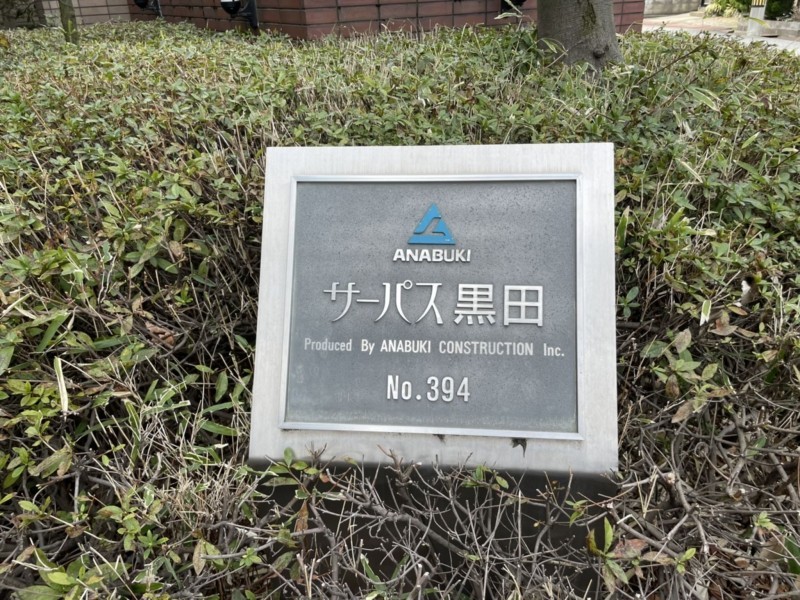 ANABUKI
サーパス黒田
Produced By ANABUKI CONSTRUCTION Inc.
No.394